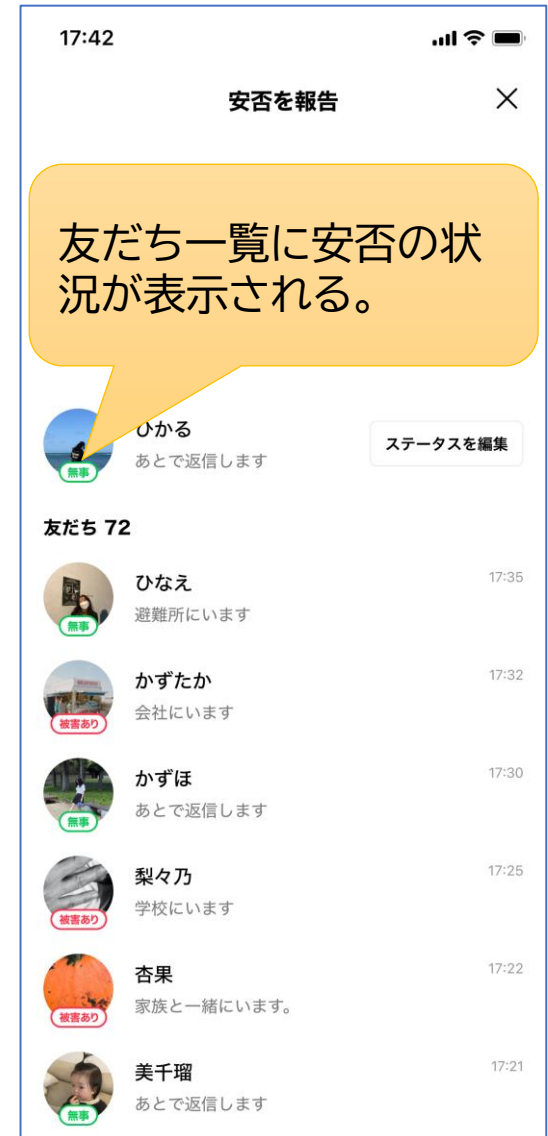 17:42
安否を報告
友だち一覧に安否の状
況が表示される。
ひかる
あとで返信します
ステータスを編集
無事
友だち 72
ひなえ
17:35
避難所にいます
無事
かずたか
17:32
会社にいます
被害あり
かずほ
17:30
あとで返信します
無事
梨々乃
17:25
学校にいます
被害あり
杏果
17:22
家族と一緒にいます。
被害あり
美千瑠
17:21
あとで返信します
無事